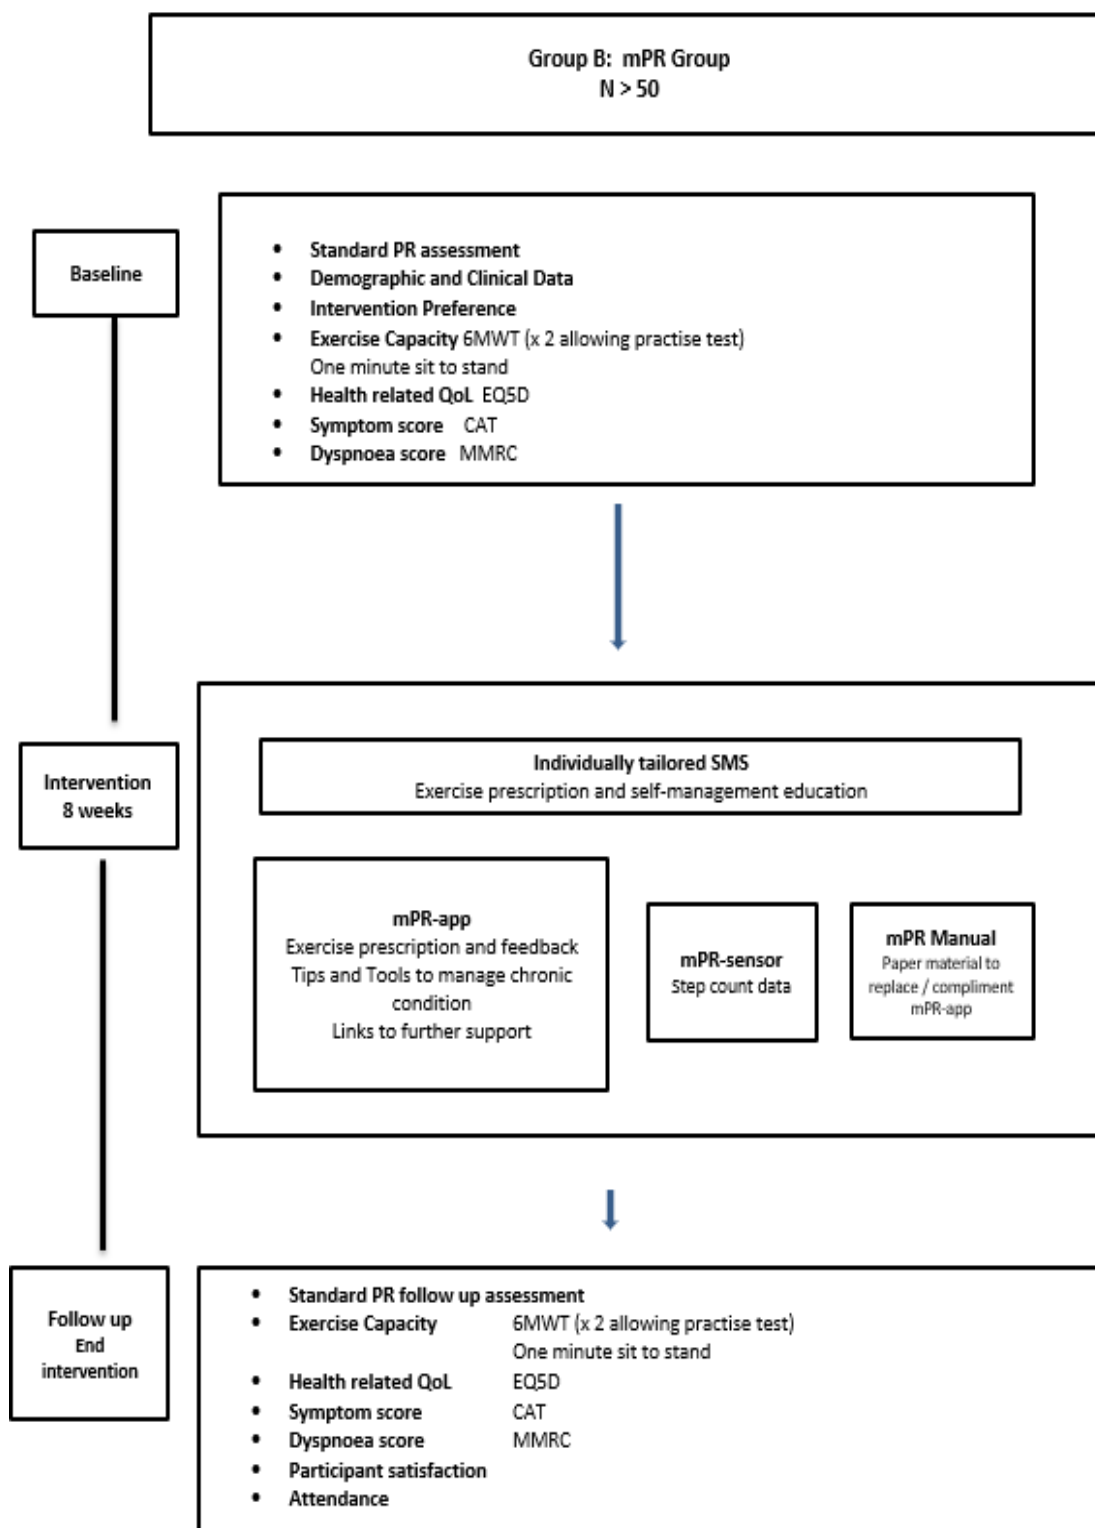 Group B: mPR Group
N > 50
Baseline
• Standard PR assessment
• Demographic and Clinical Data
• Intervention Preference
• Exercise Capacity 6MWT (x 2 allowing practise test)
One minute sit to stand
• Health related QoL EQ5D
• Symptom score CAT
• Dyspnoea score MMRC
Intervention
8 weeks
Individually tailored SMS
Exercise prescription and self-management education
mPR-app
Exercise prescription and feedback
Tips and Tools to manage chronic
condition
Links to further support
mPR-sensor
Step count data
mPR Manual
Paper material to
replace / compliment
mPR-app
Follow up
End
intervention
• Standard PR follow up assessment
• Exercise Capacity 6MWT (x 2 allowing practise test)
One minute sit to stand
• Health related QoL EQ5D
• Symptom score CAT
• Dyspnoea score MMRC
• Participant satisfaction
• Attendance